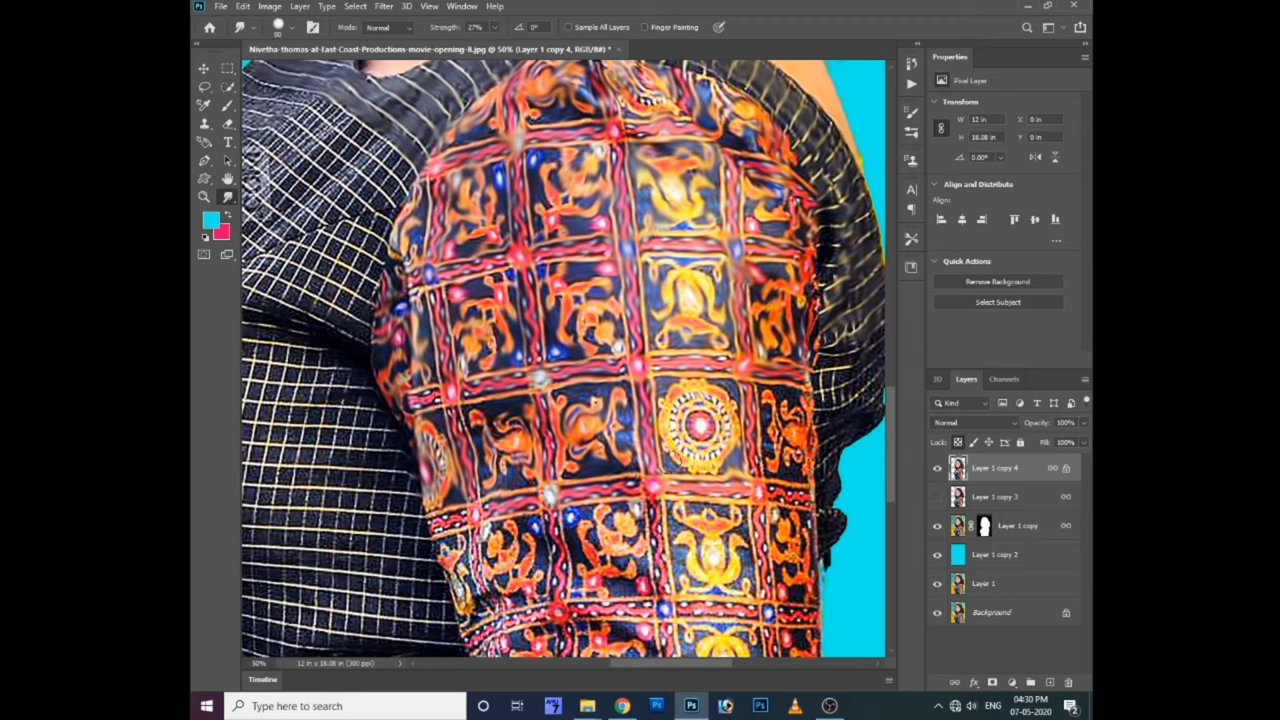 Ps File Edit Image Layer Type Select Filter 3D View Window Help
80 Mode: Normal Strength: 27% 0° Sample All Layers Finger Painting
Nivetha-thomas-at-East-Coast-Productions-movie-opening-8.jpg @ 50% (Layer 1 copy 4, RGB/8#) *
Properties
Pixel Layer
Transform
W 12 in X 0 in
H 18.08 in Y 0 in
0.00°
Align and Distribute
Align:
Quick Actions
Remove Background
Select Subject
3D Layers Channels
Kind
Normal Opacity: 100%
Lock: Fill: 100%
Layer 1 copy 4
Layer 1 copy 3
Layer 1 copy
Layer 1 copy 2
Layer 1
Background
50% 12 in x 18.08 in (300 ppi)
Timeline
Type here to search
ENG
04:30 PM
07-05-2020